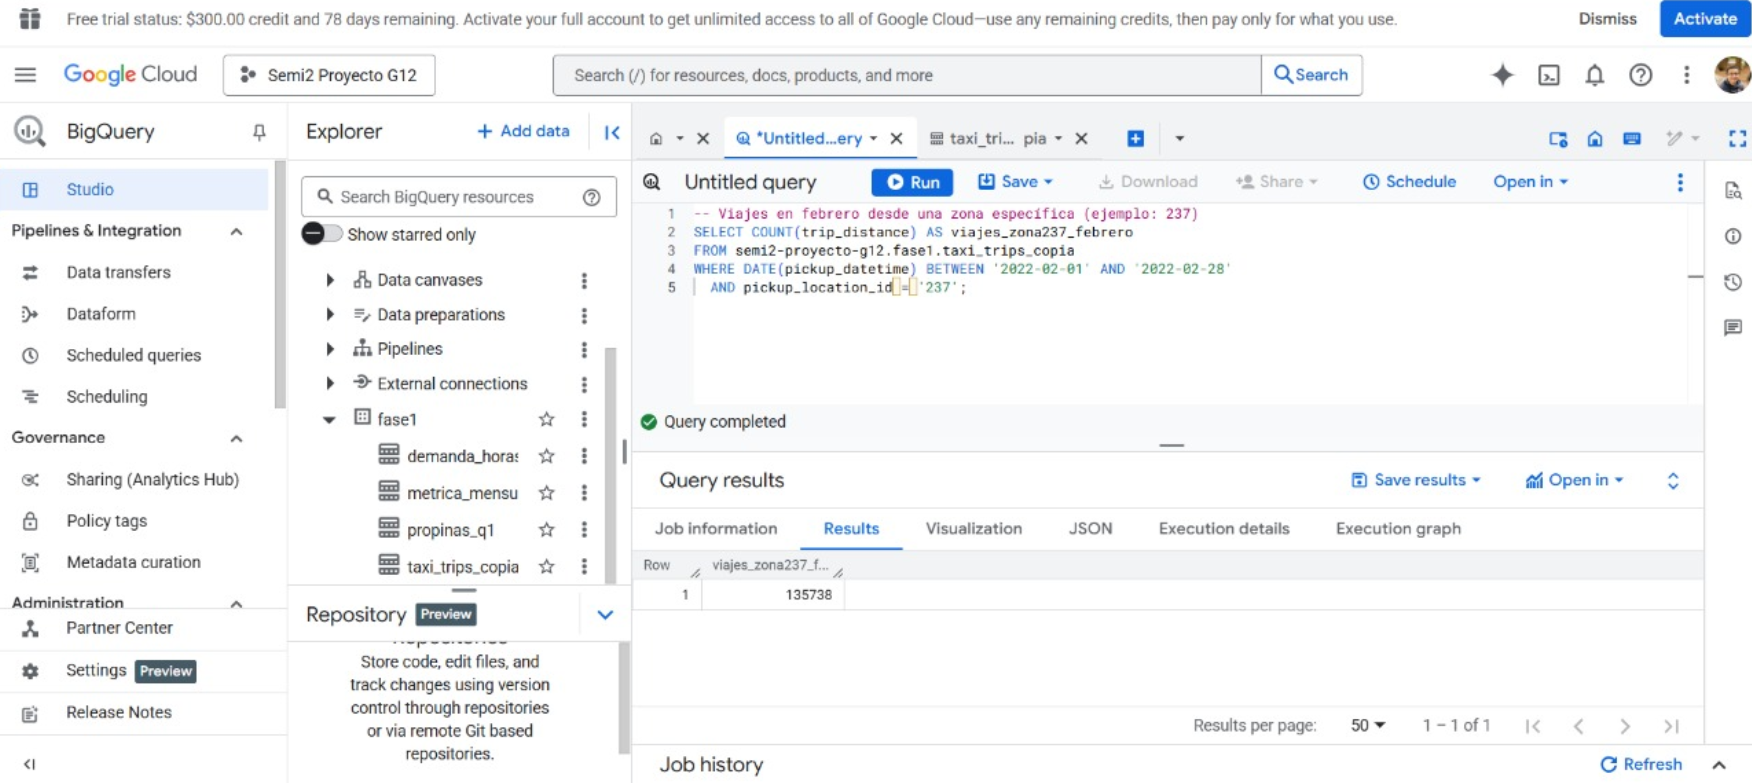 Free trial status: $300.00 credit and 78 days remaining. Activate your full account to get unlimited access to all of Google Cloud—use any remaining credits, then pay only for what you use.
Dismiss
Activate
Google Cloud
Semi2 Proyecto G12
Search (/) for resources, docs, products, and more
Search
BigQuery
Studio
Pipelines & Integration
Data transfers
Dataform
Scheduled queries
Scheduling
Governance
Sharing (Analytics Hub)
Policy tags
Metadata curation
Administration
Partner Center
Settings Preview
Release Notes
Explorer
+ Add data
Search BigQuery resources
Show starred only
Data canvases
Data preparations
Pipelines
External connections
fase1
demanda_horas
metrica_mensu
propinas_q1
taxi_trips_copia
Repository Preview
Repositories
Store code, edit files, and
track changes using version
control through repositories
or via remote Git based
repositories.
*Untitled...ery
taxi_tri... pia
Untitled query
Run
Save
Download
Share
Schedule
Open in
1 -- Viajes en febrero desde una zona específica (ejemplo: 237)
2 SELECT COUNT(trip_distance) AS viajes_zona237_febrero
3 FROM semi2-proyecto-g12.fase1.taxi_trips_copia
4 WHERE DATE(pickup_datetime) BETWEEN '2022-02-01' AND '2022-02-28'
5 AND pickup_location_id = '237';
Query completed
Query results
Save results
Open in
Job information
Results
Visualization
JSON
Execution details
Execution graph
Row viajes_zona237_f...
1 135738
Results per page: 50 1 – 1 of 1
Job history
Refresh